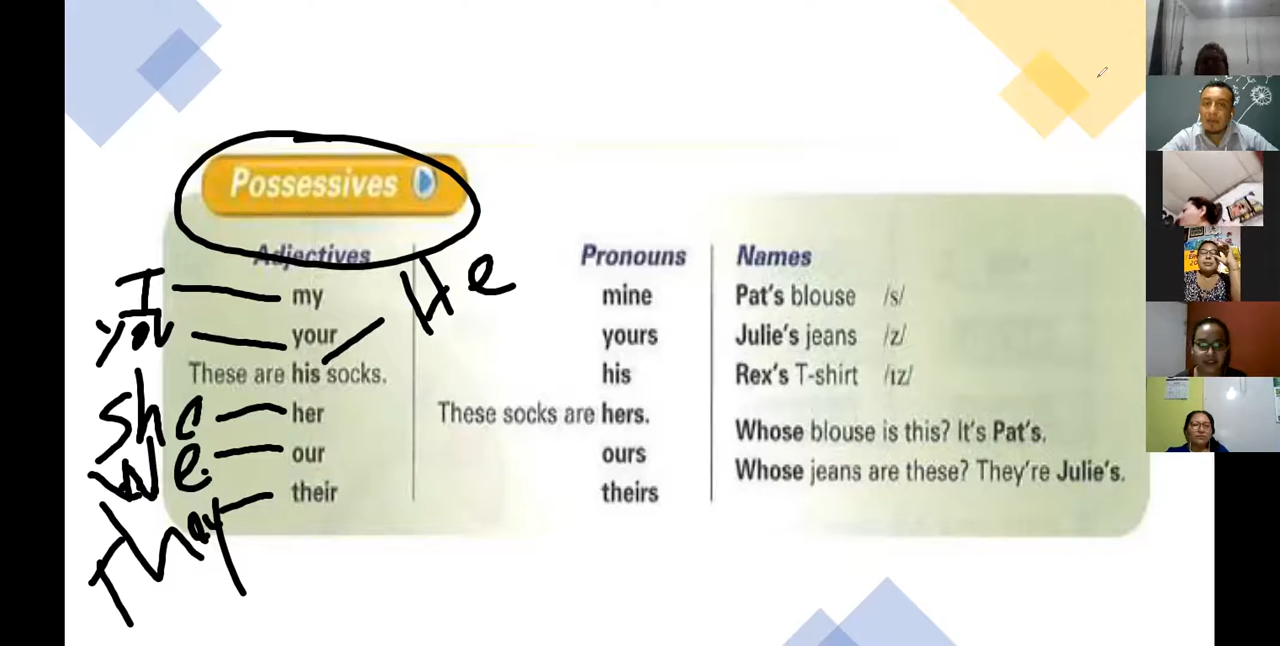 Possessives
Adjectives Pronouns Names
He
I my mine Pat's blouse /s/
you your yours Julie's jeans /z/
These are his socks. his Rex's T-shirt /ɪz/
She her These socks are hers.
Whose blouse is this? It's Pat's.
We our ours
Whose jeans are these? They're Julie's.
They their theirs